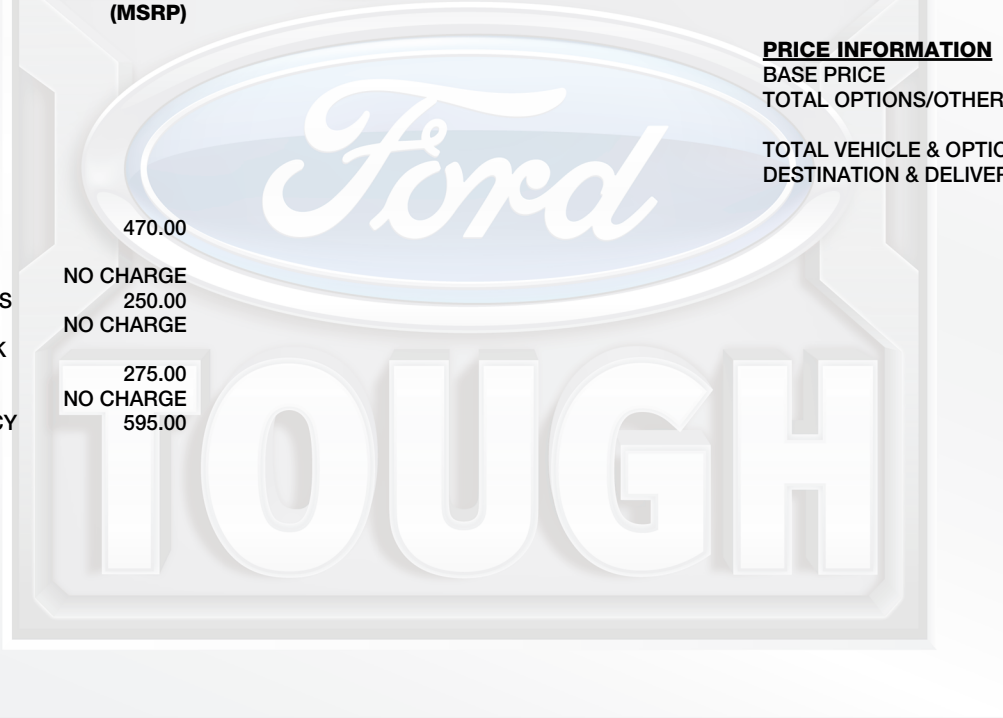 (MSRP)
PRICE INFORMATION
BASE PRICE
TOTAL OPTIONS/OTHER
TOTAL VEHICLE & OPTIO
DESTINATION & DELIVER
470.00
NO CHARGE
S 250.00
NO CHARGE
K
275.00
NO CHARGE
CY 595.00
Ford
TOUGH